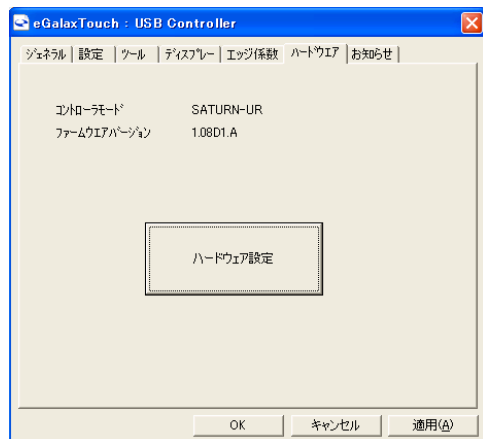 eGalaxTouch : USB Controller
ジェネラル 設定 ツール ディスプレー エッジ係数 ハードウエア お知らせ
コントローラモード SATURN-UR
ファームウエアバージョン 1.08D1.A
ハードウェア設定
OK キャンセル 適用(A)